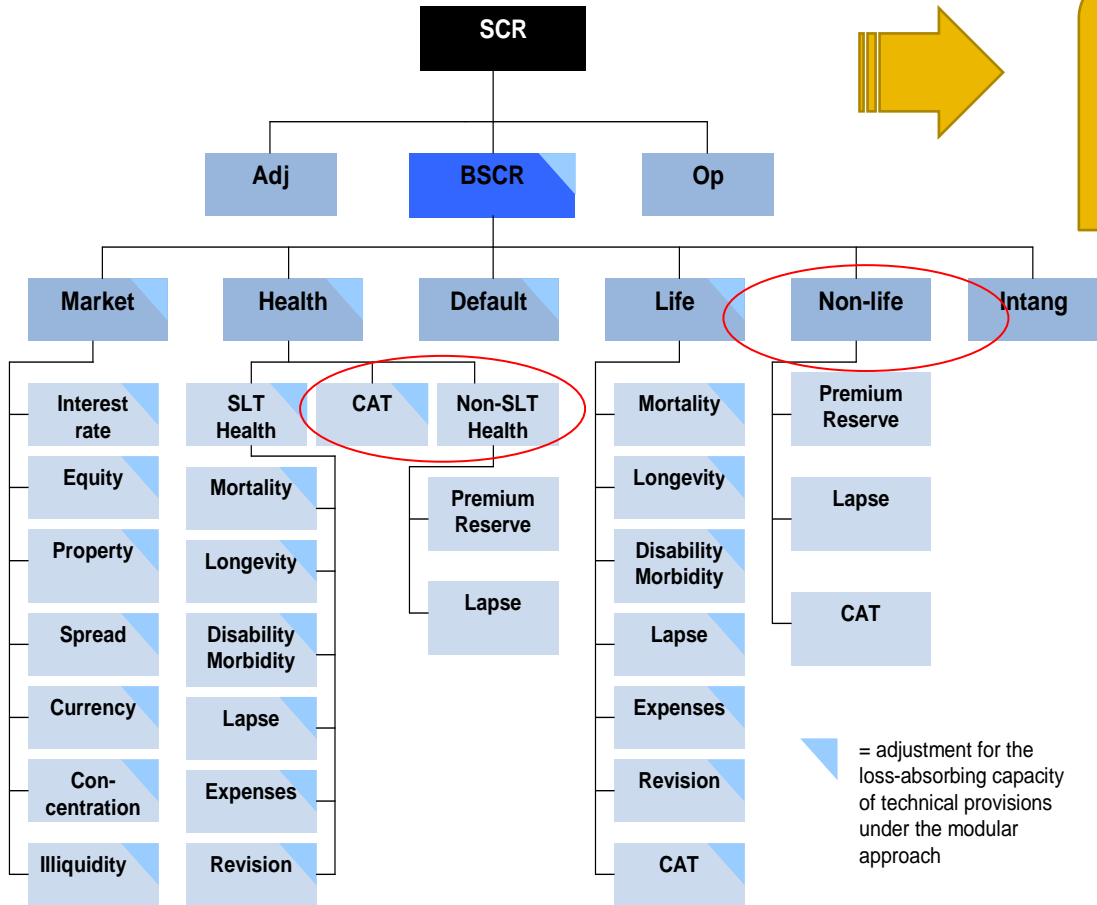 SCR
Adj
BSCR
Op
Market
Health
Default
Life
Non-life
Intang
Interest
rate
Equity
Property
Spread
Currency
Con-
centration
Illiquidity
SLT
Health
CAT
Non-SLT
Health
Mortality
Longevity
Disability
Morbidity
Lapse
Expenses
Revision
Premium
Reserve
Lapse
Mortality
Longevity
Disability
Morbidity
Lapse
Expenses
Revision
CAT
Premium
Reserve
Lapse
CAT
= adjustment for the
loss-absorbing capacity
of technical provisions
under the modular
approach